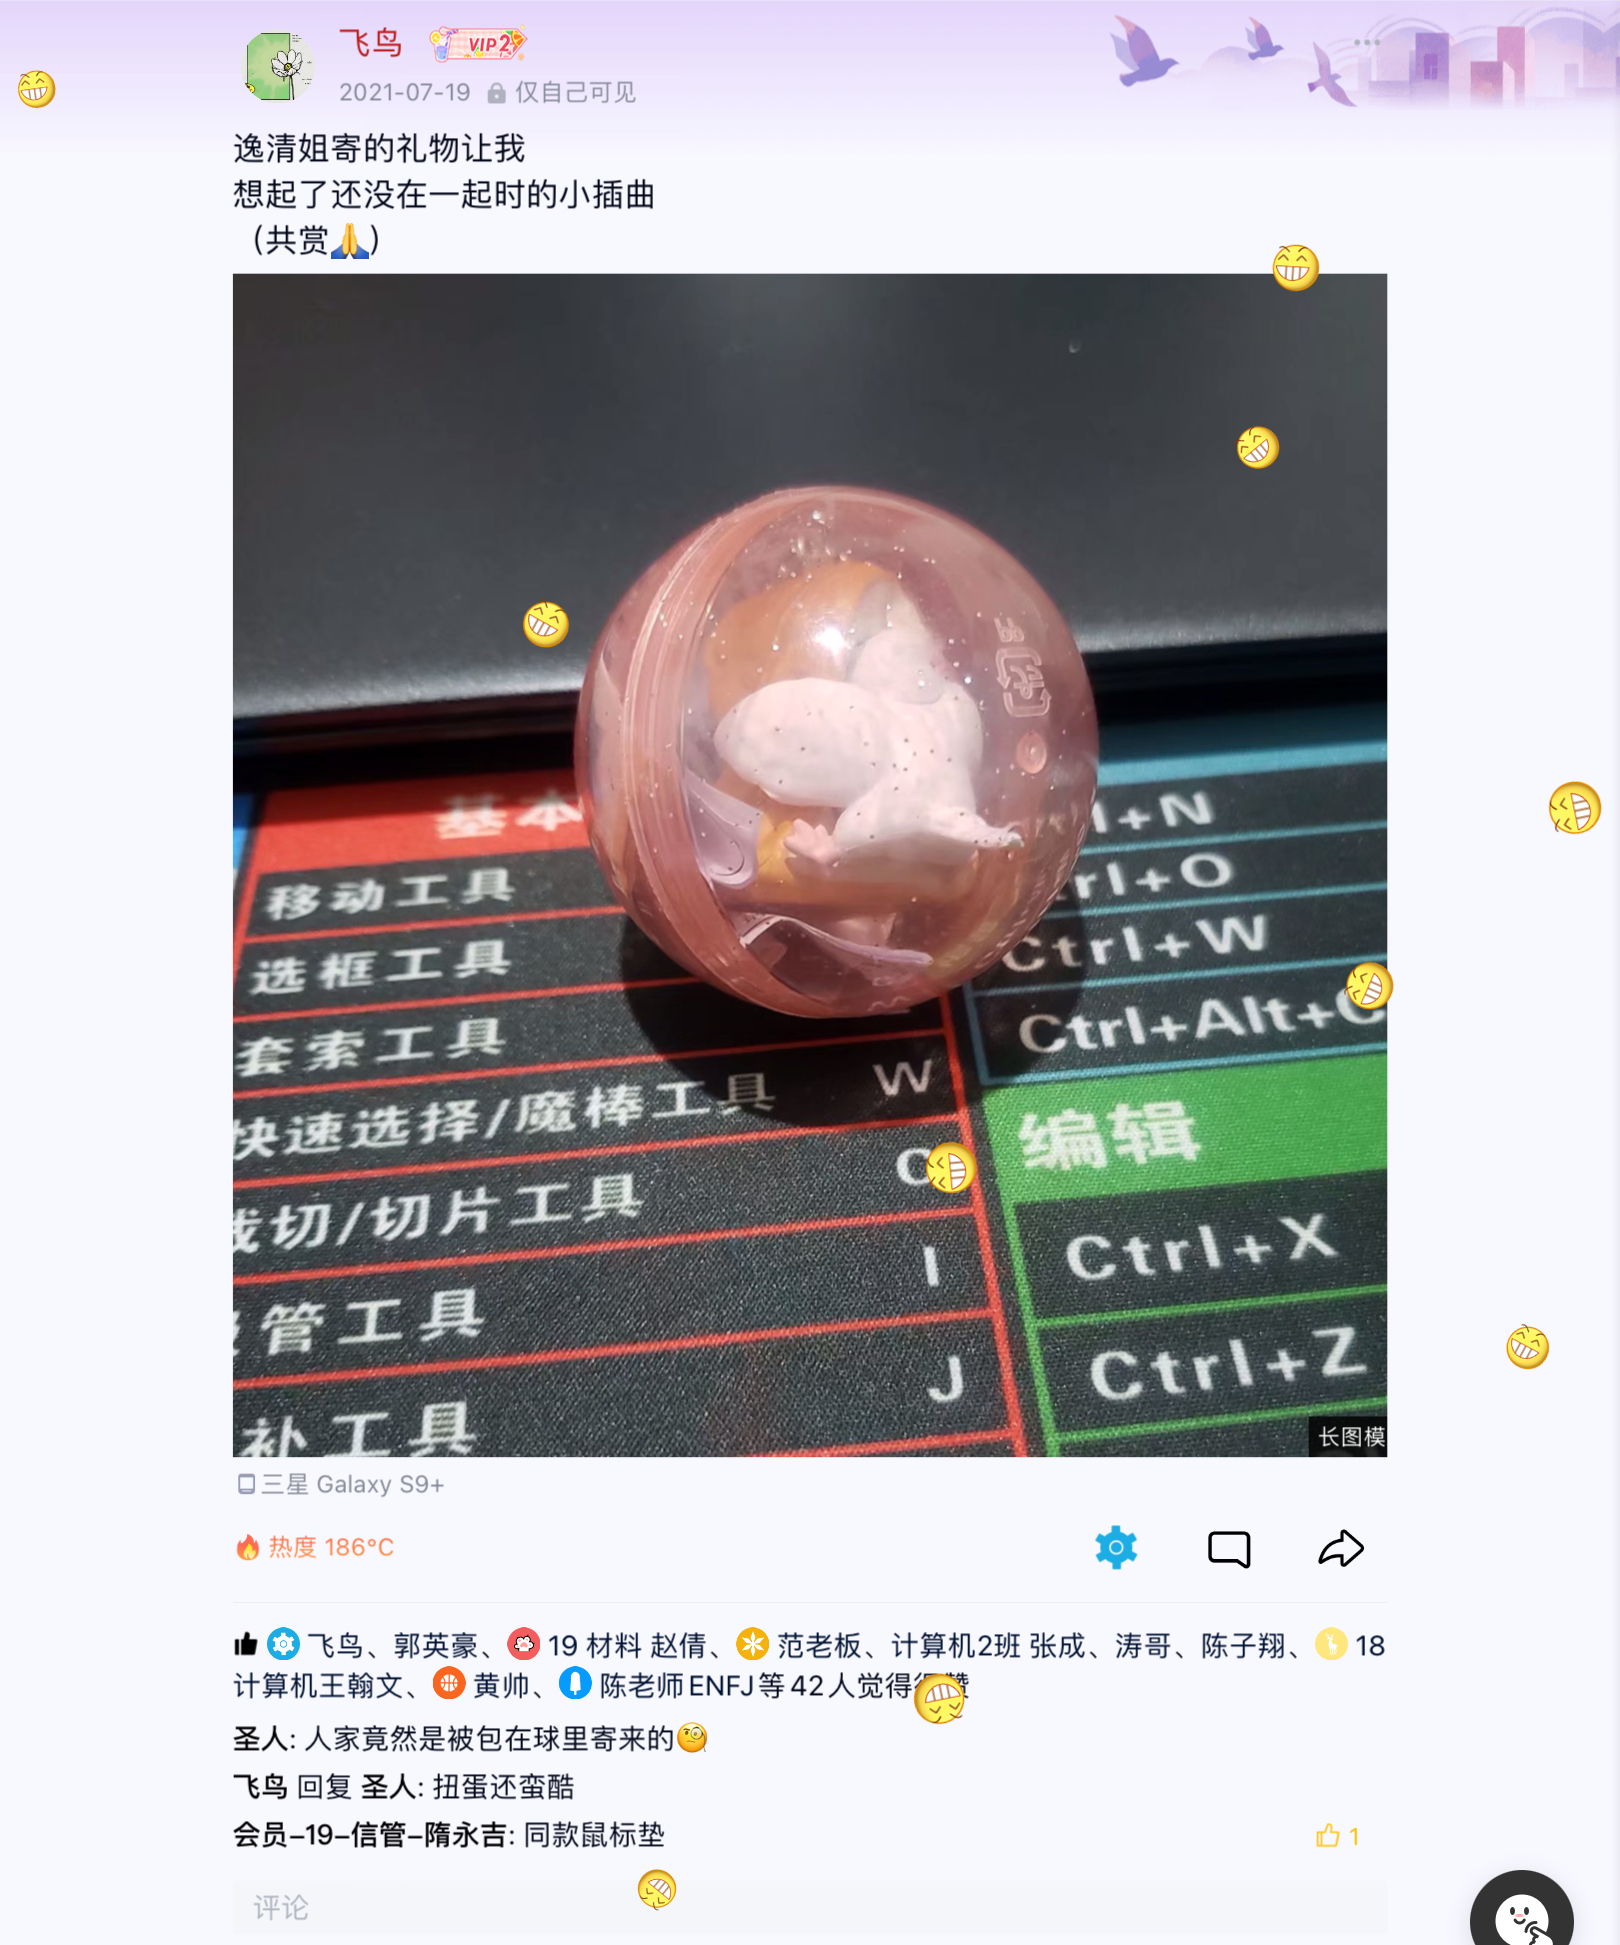 飞鸟
VIP 2
2021-07-19 仅自己可见
逸清姐寄的礼物让我
想起了还没在一起时的小插曲
（共赏🙏）
基本
移动工具
选框工具
套索工具
快速选择/魔棒工具 W
切/切片工具
管工具 I
补工具 J
l+N
rl+O
Ctrl+W
Ctrl+Alt+
编辑
Ctrl+X
Ctrl+Z
长图模
三星 Galaxy S9+
热度 186°C
飞鸟、郭英豪、 19 材料 赵倩、 范老板、计算机2班 张成、涛哥、陈子翔、 18
计算机王翰文、 黄帅、 陈老师ENFJ等42人觉得很赞
圣人: 人家竟然是被包在球里寄来的🧐
飞鸟 回复 圣人: 扭蛋还蛮酷
会员-19-信管-隋永吉: 同款鼠标垫
1
评论